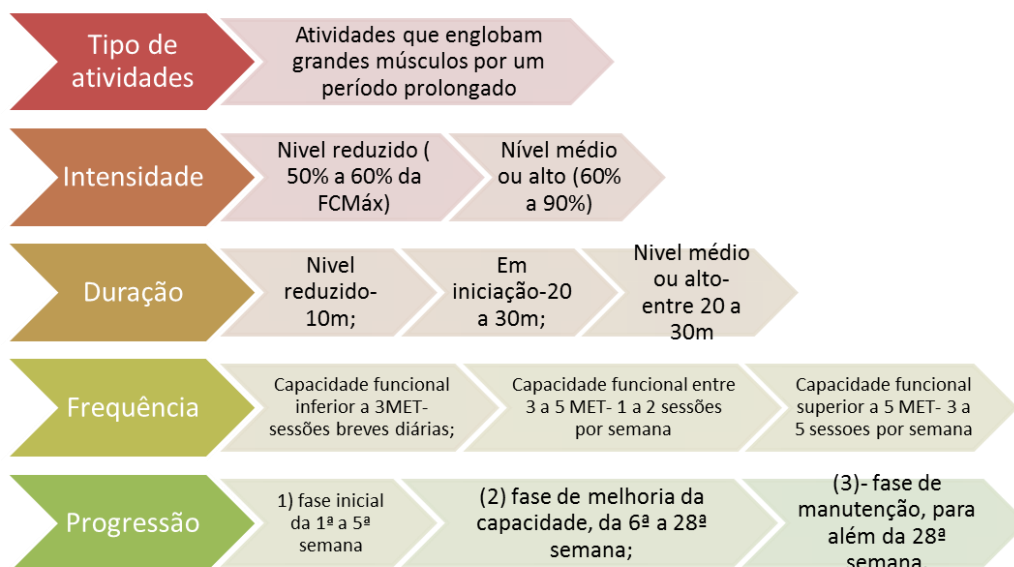 Tipo de
atividades
Atividades que englobam
grandes músculos por um
período prolongado
Intensidade
Nivel reduzido (
50% a 60% da
FCMáx)
Nível médio
ou alto (60%
a 90%)
Duração
Nivel
reduzido-
10m;
Em
iniciação-20
a 30m;
Nivel médio
ou alto-
entre 20 a
30m
Frequência
Capacidade funcional
inferior a 3MET-
sessões breves diárias;
Capacidade funcional entre
3 a 5 MET- 1 a 2 sessões
por semana
Capacidade funcional
superior a 5 MET- 3 a
5 sessoes por semana
Progressão
1) fase inicial
da 1ª a 5ª
semana
(2) fase de melhoria da
capacidade, da 6ª a 28ª
semana;
(3)- fase de
manutenção, para
além da 28ª
semana.